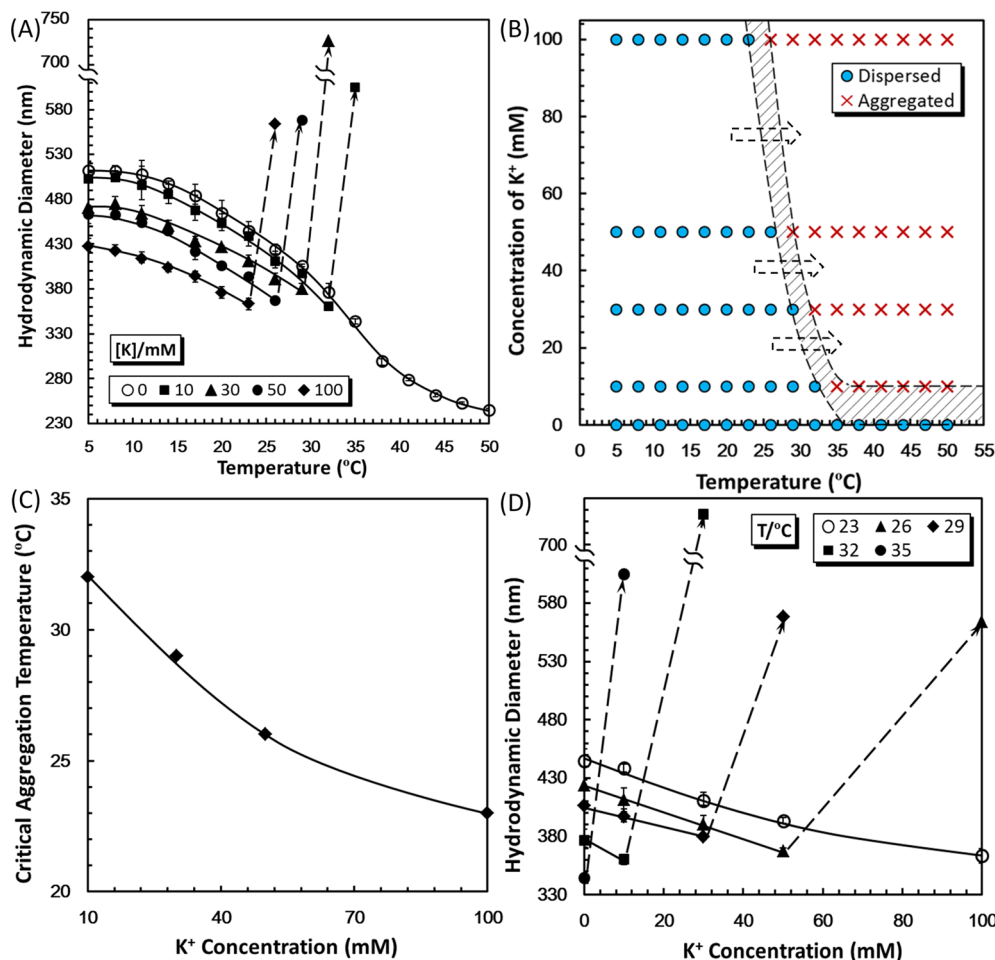 (A)
750
700
580
530
480
430
380
330
280
230
Hydrodynamic Diameter (nm)
[K]/mM
0 10 30 50 100
5 10 15 20 25 30 35 40 45 50
Temperature (ºC)
(B)
100
80
60
40
20
0
Concentration of K⁺ (mM)
Dispersed
Aggregated
0 5 10 15 20 25 30 35 40 45 50 55
Temperature (ºC)
(C)
35
30
25
20
Critical Aggregation Temperature (ºC)
10 40 70 100
K⁺ Concentration (mM)
(D)
T/ºC
23 26 29
32 35
700
580
530
480
430
380
330
Hydrodynamic Diameter (nm)
0 20 40 60 80 100
K⁺ Concentration (mM)